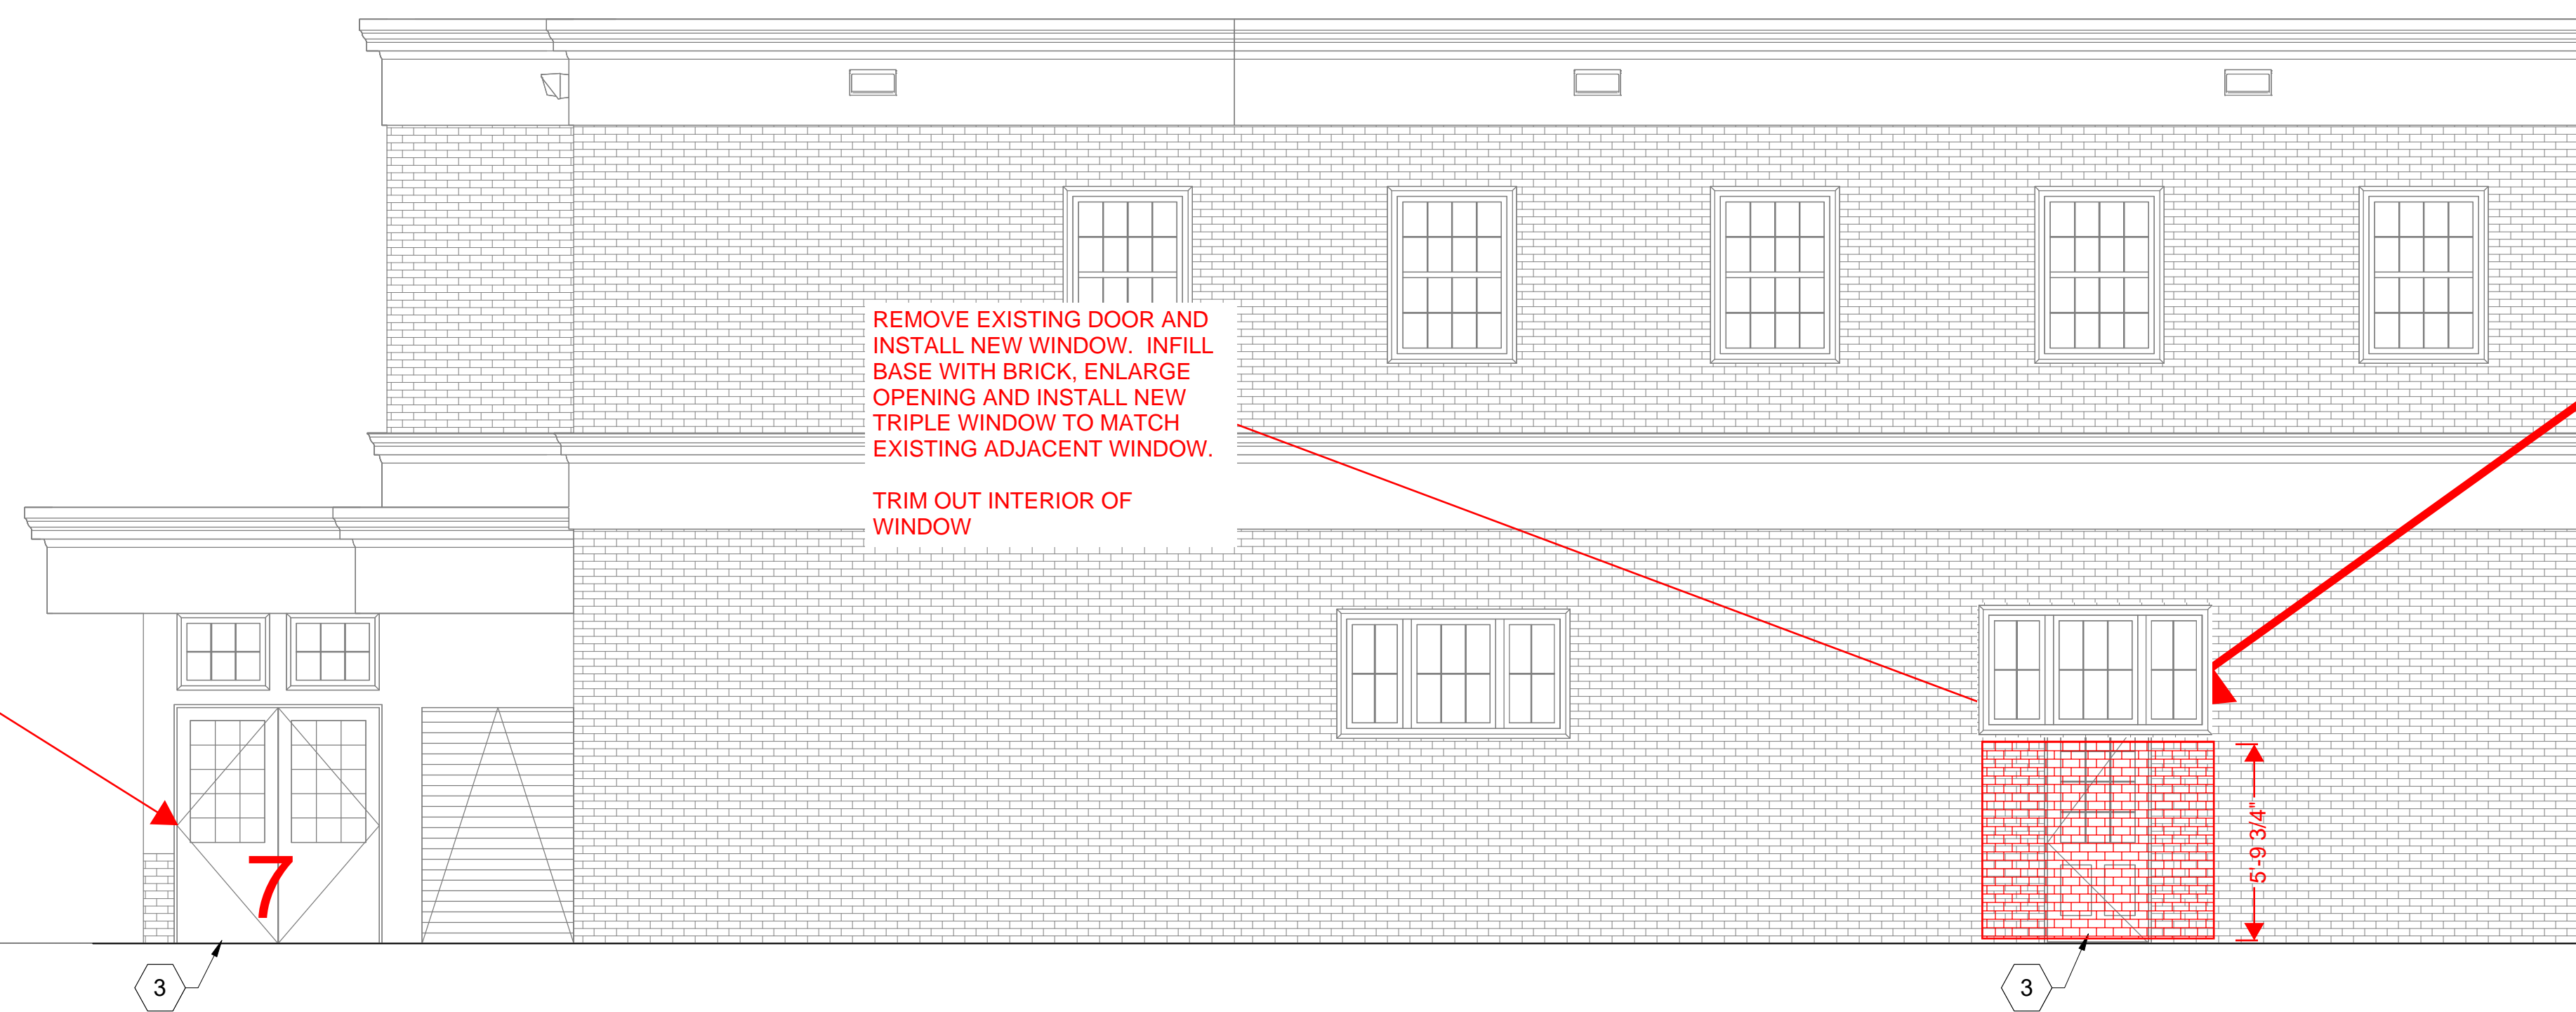 REMOVE EXISTING DOOR AND
INSTALL NEW WINDOW.  INFILL
BASE WITH BRICK, ENLARGE
OPENING AND INSTALL NEW
TRIPLE WINDOW TO MATCH
EXISTING ADJACENT WINDOW.
TRIM OUT INTERIOR OF
WINDOW
5'-9 3/4"
7
3
3